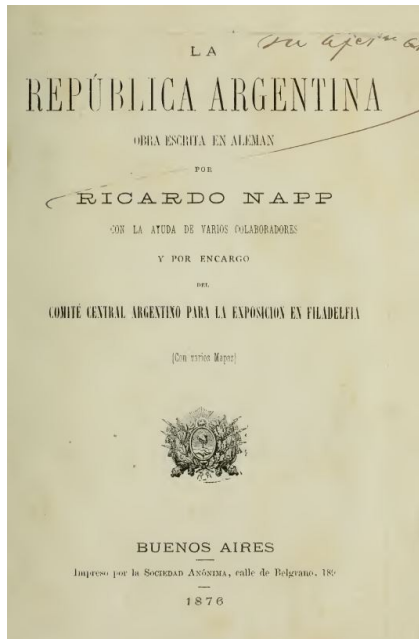 LA
REPÚBLICA ARGENTINA
OBRA ESCRITA EN ALEMAN
POR
RICARDO NAPP
CON LA AYUDA DE VARIOS COLABORADORES
Y POR ENCARGO
DEL
COMITÉ CENTRAL ARGENTINO PARA LA EXPOSICION EN FILADELFIA
(Con varios Mapas)
BUENOS AIRES
Impreso por la SOCIEDAD ANÓNIMA, calle de Belgrano,
1876